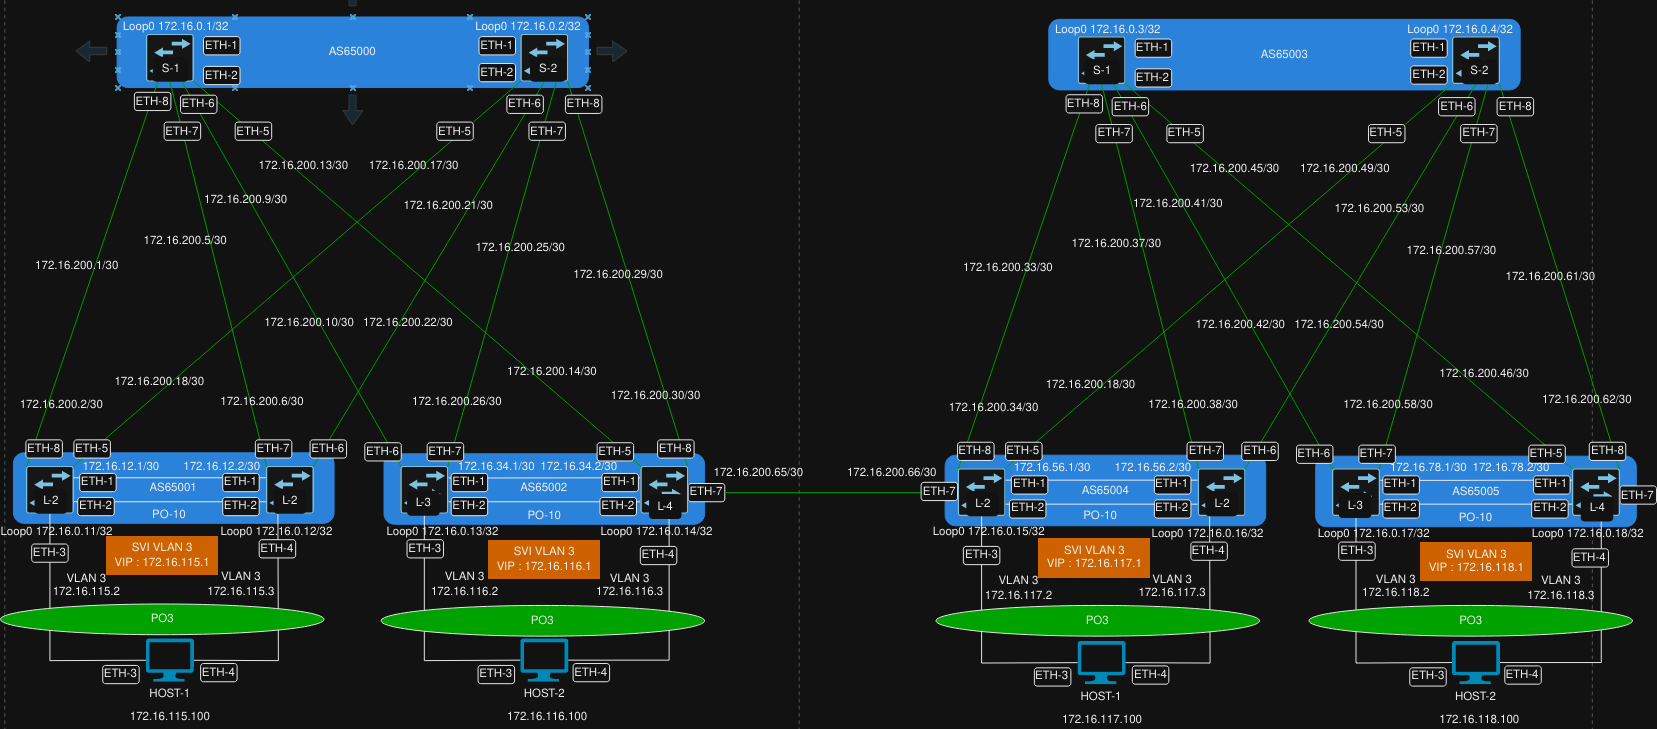 Loop0 172.16.0.1/32
Loop0 172.16.0.2/32
ETH-1
ETH-1
AS65000
S-1
S-2
ETH-2
ETH-2
ETH-8
ETH-6
ETH-6
ETH-8
ETH-7
ETH-5
ETH-5
ETH-7
172.16.200.13/30
172.16.200.17/30
172.16.200.9/30
172.16.200.21/30
172.16.200.5/30
172.16.200.25/30
172.16.200.1/30
172.16.200.29/30
172.16.200.10/30
172.16.200.22/30
172.16.200.14/30
172.16.200.18/30
172.16.200.30/30
172.16.200.2/30
172.16.200.6/30
172.16.200.26/30
ETH-8
ETH-5
ETH-7
ETH-6
172.16.12.1/30
172.16.12.2/30
ETH-1
ETH-1
AS65001
L-2
L-2
ETH-2
ETH-2
PO-10
Loop0 172.16.0.11/32
Loop0 172.16.0.12/32
ETH-3
ETH-4
SVI VLAN 3
VIP : 172.16.115.1
VLAN 3
172.16.115.2
VLAN 3
172.16.115.3
PO3
ETH-3
ETH-4
HOST-1
172.16.115.100
ETH-6
ETH-7
ETH-5
ETH-8
172.16.34.1/30
172.16.34.2/30
ETH-1
ETH-1
AS65002
L-3
L-4
ETH-2
ETH-2
PO-10
ETH-7
172.16.200.65/30
Loop0 172.16.0.13/32
Loop0 172.16.0.14/32
ETH-3
ETH-4
SVI VLAN 3
VIP : 172.16.116.1
VLAN 3
172.16.116.2
VLAN 3
172.16.116.3
PO3
ETH-3
ETH-4
HOST-2
172.16.116.100
Loop0 172.16.0.3/32
Loop0 172.16.0.4/32
ETH-1
ETH-1
AS65003
S-1
S-2
ETH-2
ETH-2
ETH-8
ETH-6
ETH-6
ETH-8
ETH-7
ETH-5
ETH-5
ETH-7
172.16.200.45/30
172.16.200.49/30
172.16.200.41/30
172.16.200.53/30
172.16.200.37/30
172.16.200.57/30
172.16.200.33/30
172.16.200.61/30
172.16.200.42/30
172.16.200.54/30
172.16.200.46/30
172.16.200.18/30
172.16.200.62/30
172.16.200.34/30
172.16.200.38/30
172.16.200.58/30
172.16.200.66/30
ETH-7
ETH-8
ETH-5
ETH-7
ETH-6
172.16.56.1/30
172.16.56.2/30
ETH-1
ETH-1
AS65004
L-2
L-2
ETH-2
ETH-2
PO-10
Loop0 172.16.0.15/32
Loop0 172.16.0.16/32
ETH-3
ETH-4
SVI VLAN 3
VIP : 172.16.117.1
VLAN 3
172.16.117.2
VLAN 3
172.16.117.3
PO3
ETH-3
ETH-4
HOST-1
172.16.117.100
ETH-6
ETH-7
ETH-5
ETH-8
172.16.78.1/30
172.16.78.2/30
ETH-1
ETH-1
AS65005
L-3
L-4
ETH-2
ETH-2
PO-10
ETH-7
Loop0 172.16.0.17/32
Loop0 172.16.0.18/32
ETH-3
ETH-4
SVI VLAN 3
VIP : 172.16.118.1
VLAN 3
172.16.118.2
VLAN 3
172.16.118.3
PO3
ETH-3
ETH-4
HOST-2
172.16.118.100